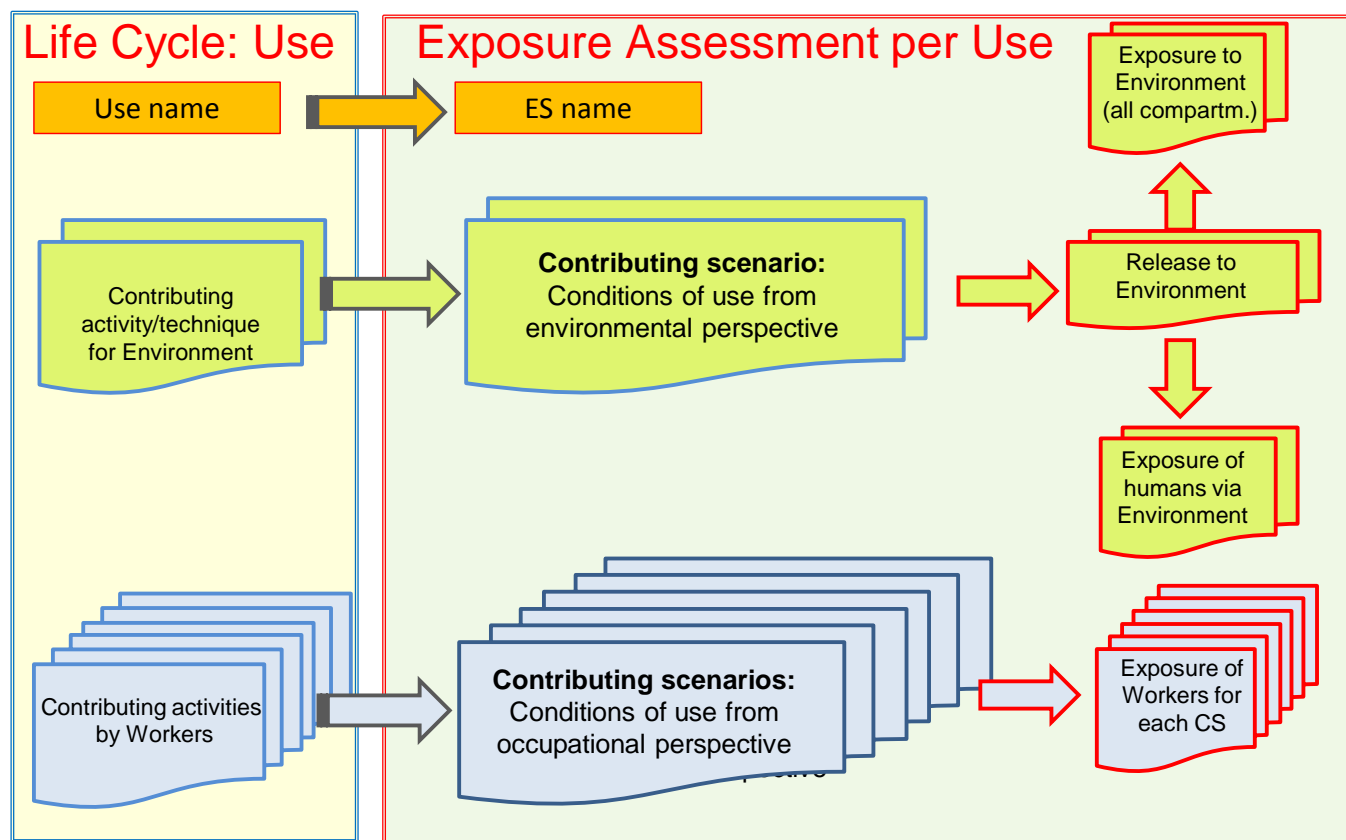 Life Cycle: Use
Use name
Contributing
activity/technique
for Environment
Contributing activities
by Workers
Exposure Assessment per Use
ES name
Contributing scenario:
Conditions of use from
environmental perspective
Contributing scenarios:
Conditions of use from
occupational perspective
Exposure to
Environment
(all compartm.)
Release to
Environment
Exposure of
humans via
Environment
Exposure of
Workers for
each CS